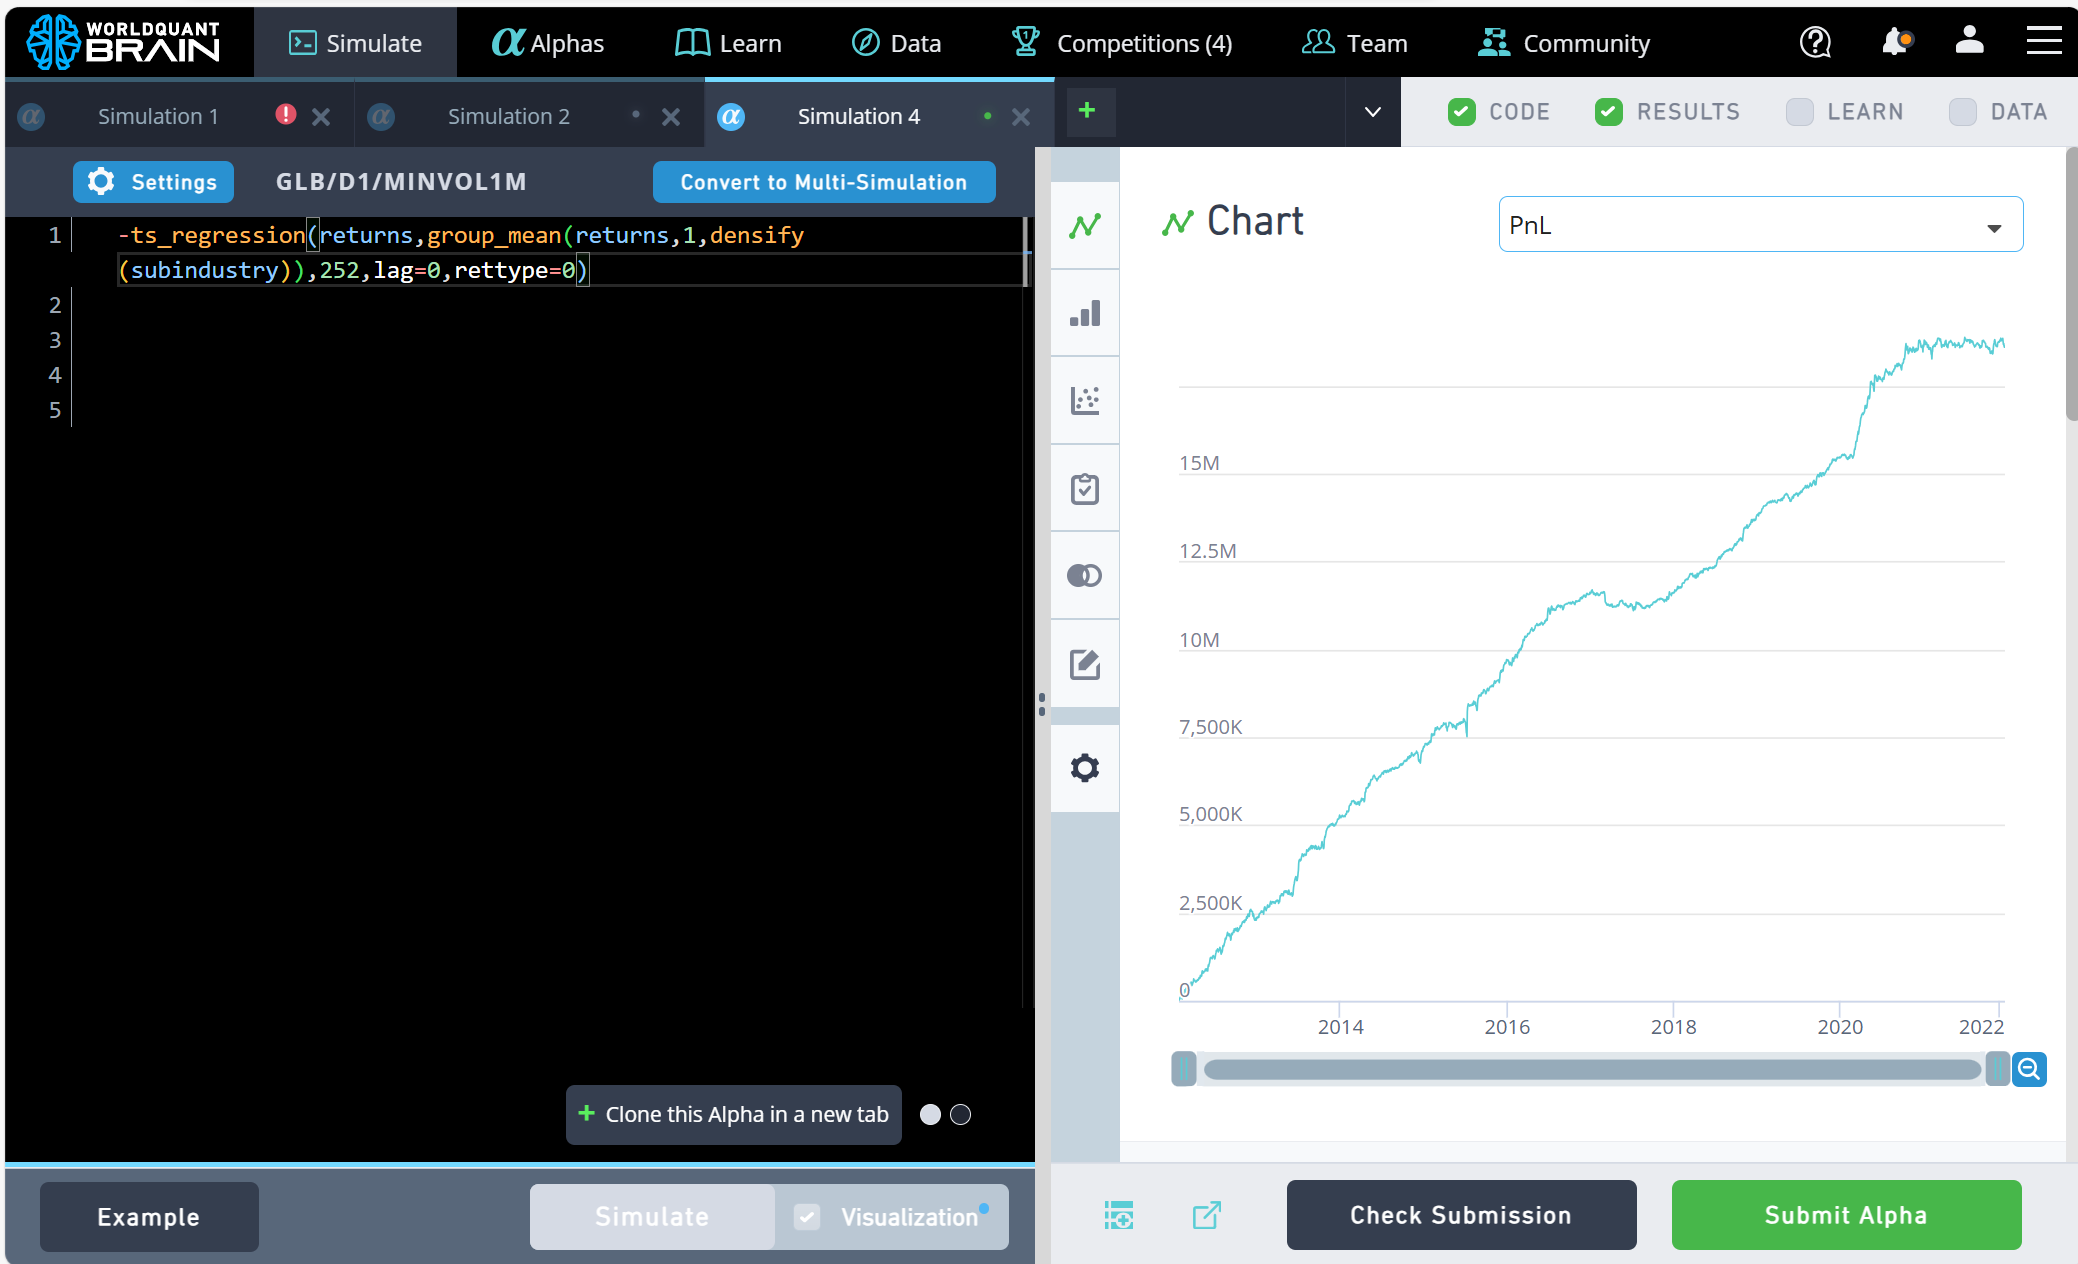 WORLDQUANT
BRAIN
Simulate
Alphas
Learn
Data
Competitions (4)
Team
Community
Simulation 1
Simulation 2
Simulation 4
+
CODE
RESULTS
LEARN
DATA
Settings
GLB/D1/MINVOL1M
Convert to Multi-Simulation
1 -ts_regression(returns,group_mean(returns,1,densify
(subindustry)),252,lag=0,rettype=0)
2
3
4
5
+ Clone this Alpha in a new tab
Example
Simulate
Visualization
Chart
PnL
15M
12.5M
10M
7,500K
5,000K
2,500K
0
2014 2016 2018 2020 2022
Check Submission
Submit Alpha